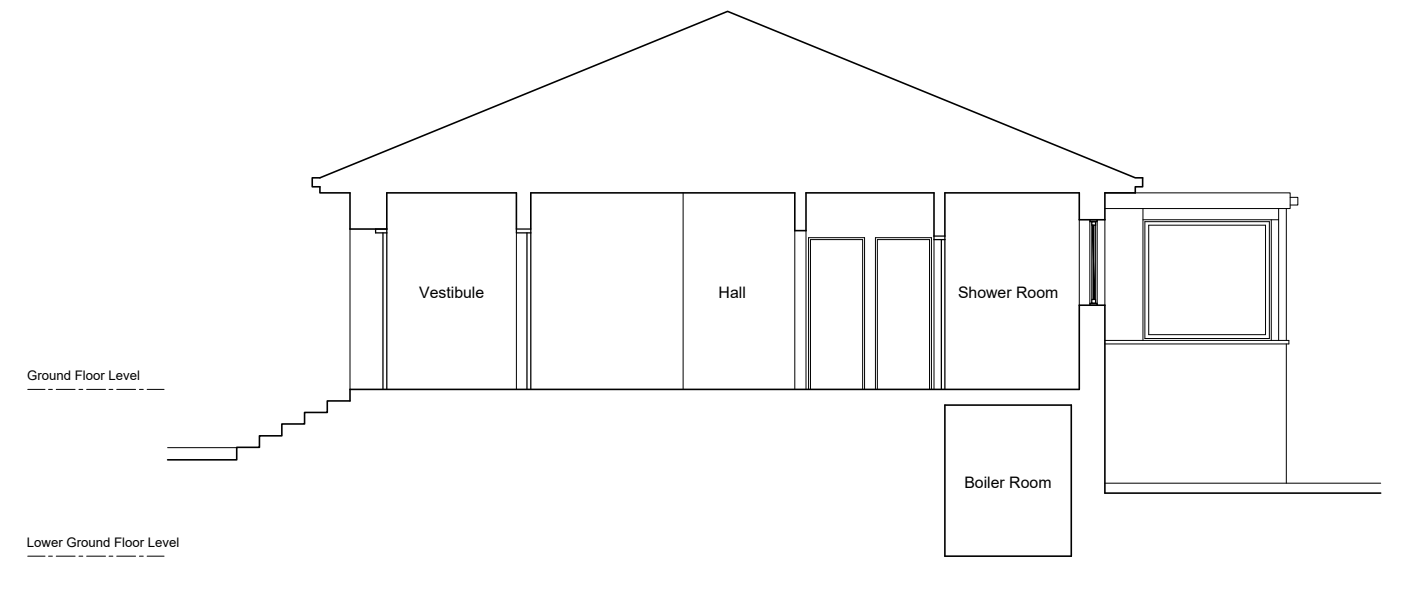 Vestibule
Hall
Shower Room
Ground Floor Level
Boiler Room
Lower Ground Floor Level